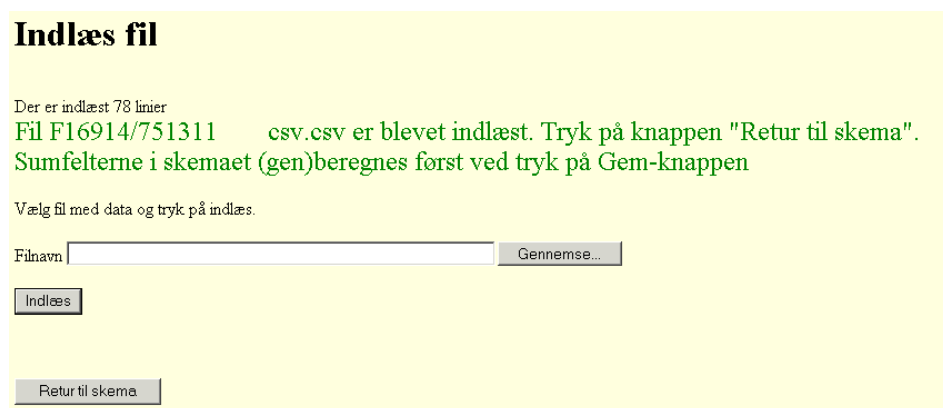 Indlæs fil
Der er indlæst 78 linier
Fil F16914/751311 csv.csv er blevet indlæst. Tryk på knappen "Retur til skema".
Sumfelterne i skemaet (gen)beregnes først ved tryk på Gem-knappen
Vælg fil med data og tryk på indlæs.
Filnavn Gennemse...
Indlæs
Retur til skema